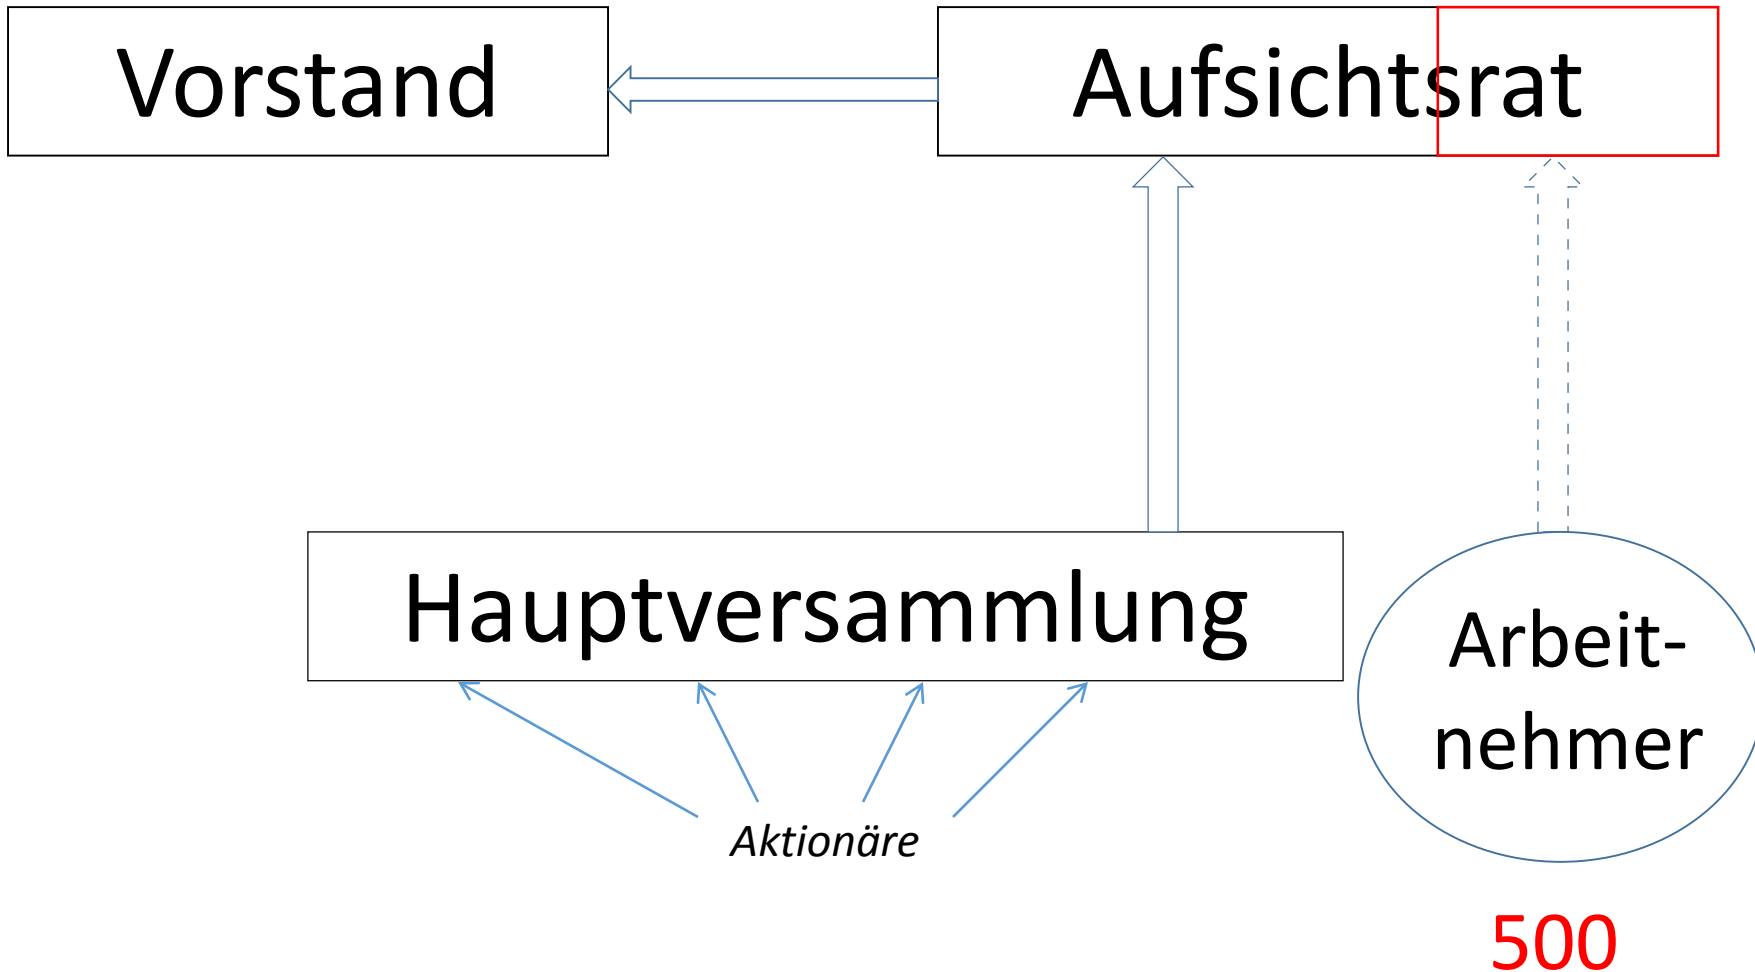 Vorstand
Aufsichtsrat
Hauptversammlung
Arbeit-
nehmer
Aktionäre
500